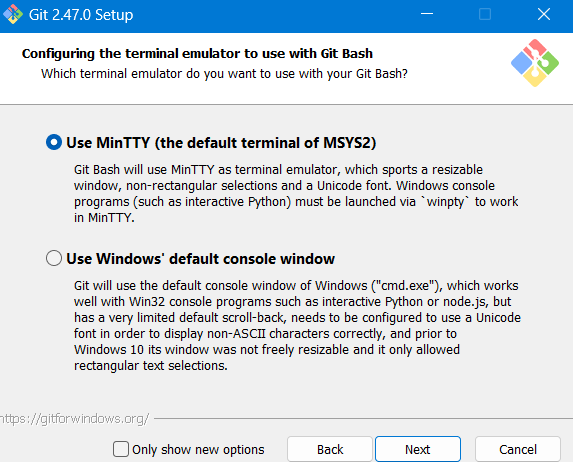 Git 2.47.0 Setup
Configuring the terminal emulator to use with Git Bash
Which terminal emulator do you want to use with your Git Bash?
Use MinTTY (the default terminal of MSYS2)
Git Bash will use MinTTY as terminal emulator, which sports a resizable
window, non-rectangular selections and a Unicode font. Windows console
programs (such as interactive Python) must be launched via `winpty` to work
in MinTTY.
Use Windows' default console window
Git will use the default console window of Windows ("cmd.exe"), which works
well with Win32 console programs such as interactive Python or node.js, but
has a very limited default scroll-back, needs to be configured to use a Unicode
font in order to display non-ASCII characters correctly, and prior to
Windows 10 its window was not freely resizable and it only allowed
rectangular text selections.
https://gitforwindows.org/
Only show new options
Back
Next
Cancel